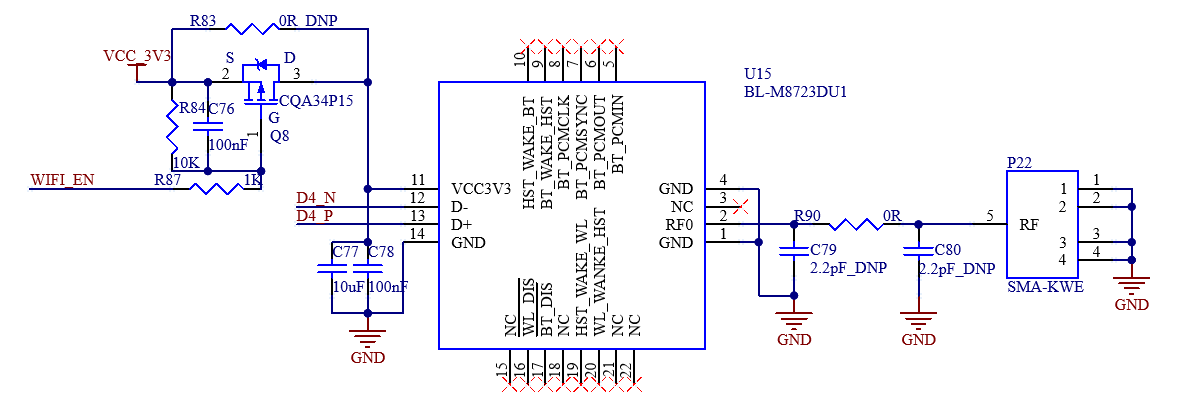 R83
0R_DNP
VCC_3V3
S
D
2
3
CQA34P15
R84
C76
G
1
Q8
100nF
10K
WIFI_EN
R87
1K
D4_N
D4_P
11
12
13
14
C77
C78
10uF
100nF
GND
U15
BL-M8723DU1
10
9
8
7
6
5
HST_WAKE_BT
BT_WAKE_HST
BT_PCMCLK
BT_PCMSYNC
BT_PCMOUT
BT_PCMIN
VCC3V3
D-
D+
GND
GND
NC
RF0
GND
4
3
2
1
NC
WL_DIS
BT_DIS
NC
HST_WAKE_WL
WL_WANKE_HST
NC
NC
15
16
17
18
19
20
21
22
R90
0R
C79
2.2pF_DNP
C80
2.2pF_DNP
GND
GND
P22
5
RF
1
2
3
4
1
2
3
4
SMA-KWE
GND